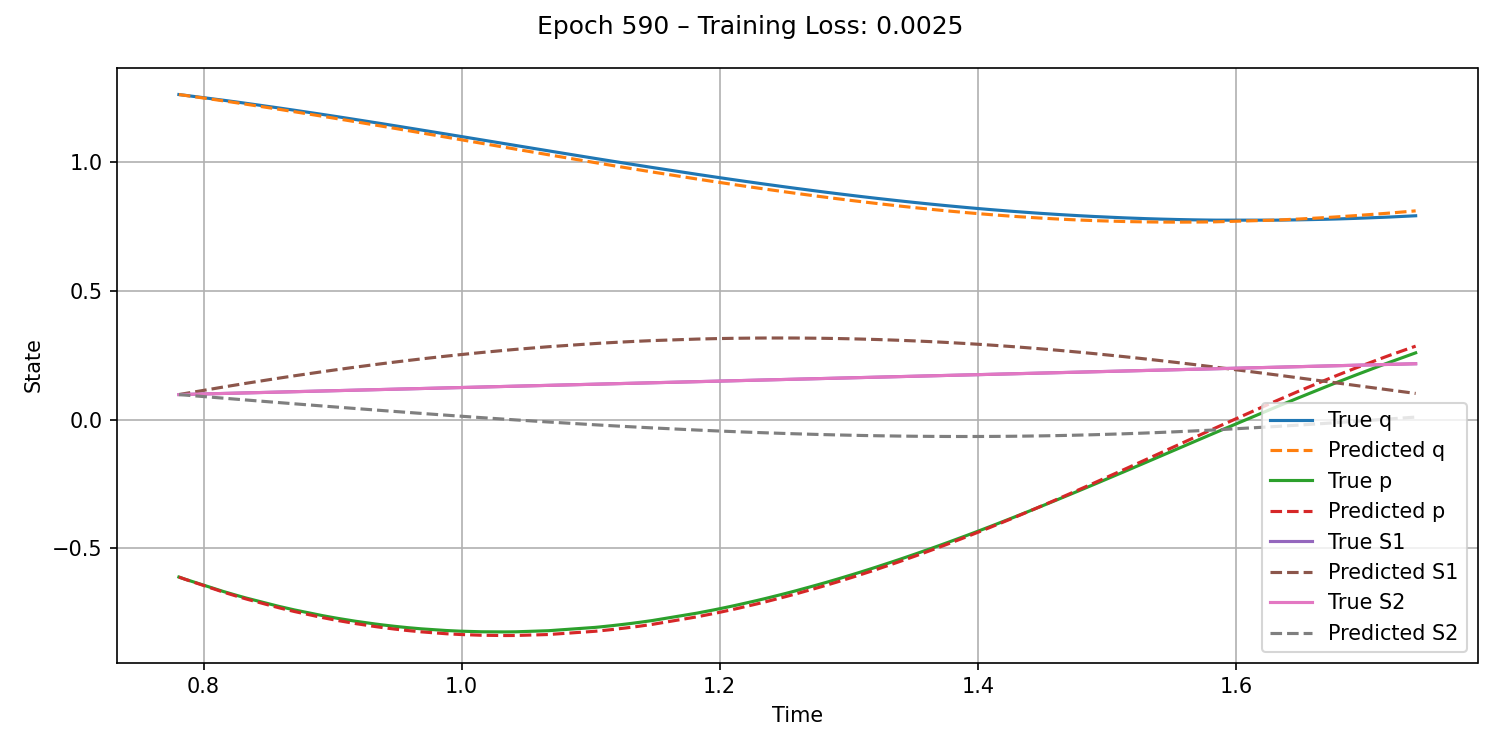 Epoch 590 – Training Loss: 0.0025
1.0
0.5
0.0
−0.5
State
0.8
1.0
1.2
1.4
1.6
Time
True q
Predicted q
True p
Predicted p
True S1
Predicted S1
True S2
Predicted S2